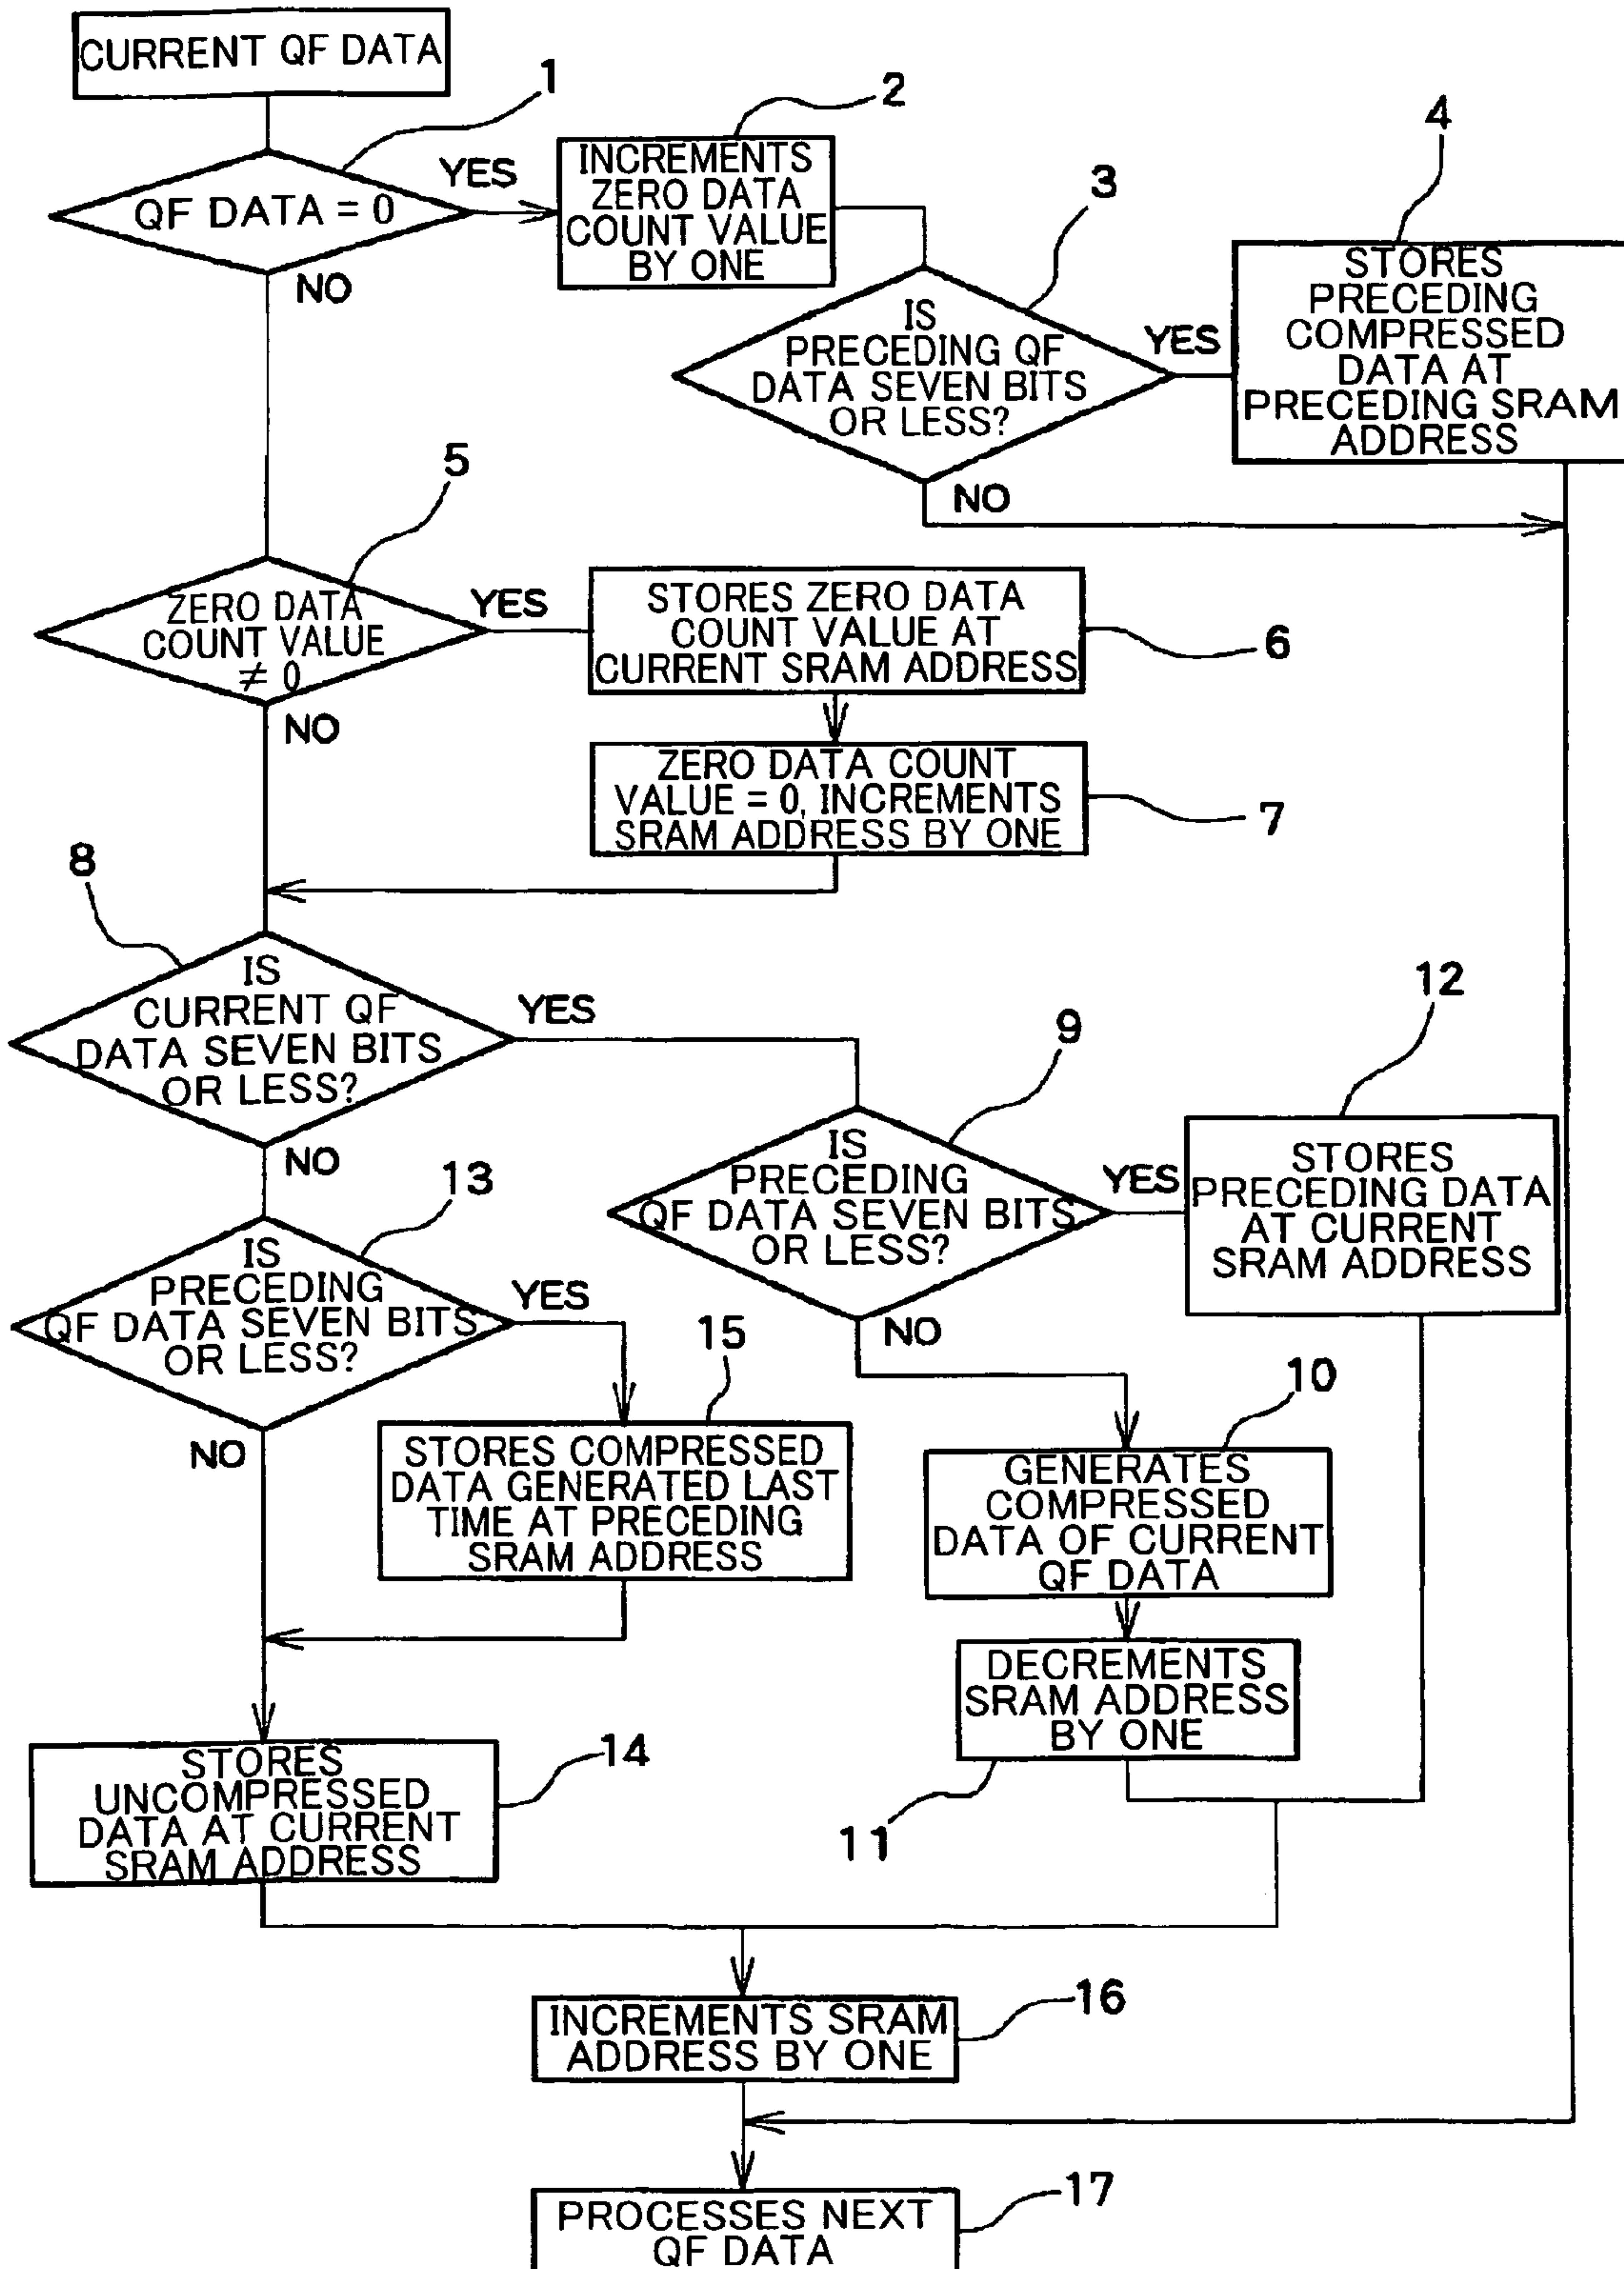 CURRENT QF DATA
1
QF DATA = 0
YES
NO
2
INCREMENTS
ZERO DATA
COUNT VALUE
BY ONE
3
IS
PRECEDING QF
DATA SEVEN BITS
OR LESS?
YES
NO
4
STORES
PRECEDING
COMPRESSED
DATA AT
PRECEDING SRAM
ADDRESS
5
ZERO DATA
COUNT VALUE
≠ 0
YES
NO
STORES ZERO DATA
COUNT VALUE AT
CURRENT SRAM ADDRESS
6
ZERO DATA COUNT
VALUE = 0, INCREMENTS
SRAM ADDRESS BY ONE
7
8
IS
CURRENT QF
DATA SEVEN BITS
OR LESS?
YES
NO
9
IS
PRECEDING
QF DATA SEVEN BITS
OR LESS?
YES
NO
12
STORES
PRECEDING DATA
AT CURRENT
SRAM ADDRESS
13
IS
PRECEDING
QF DATA SEVEN BITS
OR LESS?
YES
NO
15
STORES COMPRESSED
DATA GENERATED LAST
TIME AT PRECEDING
SRAM ADDRESS
10
GENERATES
COMPRESSED
DATA OF CURRENT
QF DATA
DECREMENTS
SRAM ADDRESS
BY ONE
11
STORES
UNCOMPRESSED
DATA AT CURRENT
SRAM ADDRESS
14
INCREMENTS SRAM
ADDRESS BY ONE
16
PROCESSES NEXT
QF DATA
17